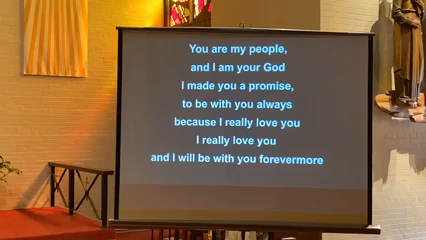 You are my people,
and I am your God
I made you a promise,
to be with you always
because I really love you
I really love you
and I will be with you forevermore